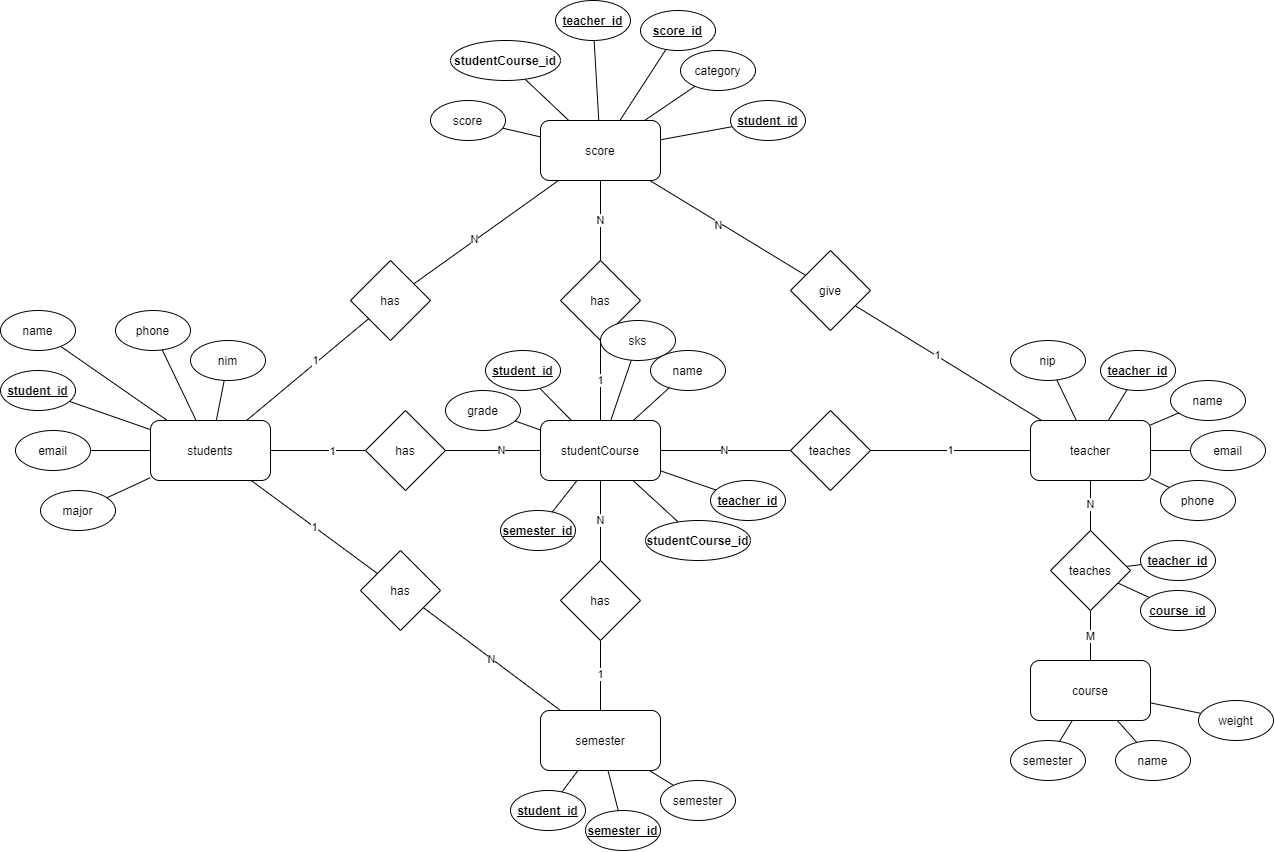 teacher_id
score_id
studentCourse_id
category
score
student_id
score
N
N
N
has
has
give
name
phone
nim
sks
student_id
name
nip
teacher_id
1
1
1
student_id
grade
name
email
students
1
has
N
studentCourse
N
teaches
1
teacher
email
major
semester_id
teacher_id
studentCourse_id
phone
1
N
N
has
has
teaches
teacher_id
course_id
N
1
M
semester
course
semester
name
weight
student_id
semester_id
semester